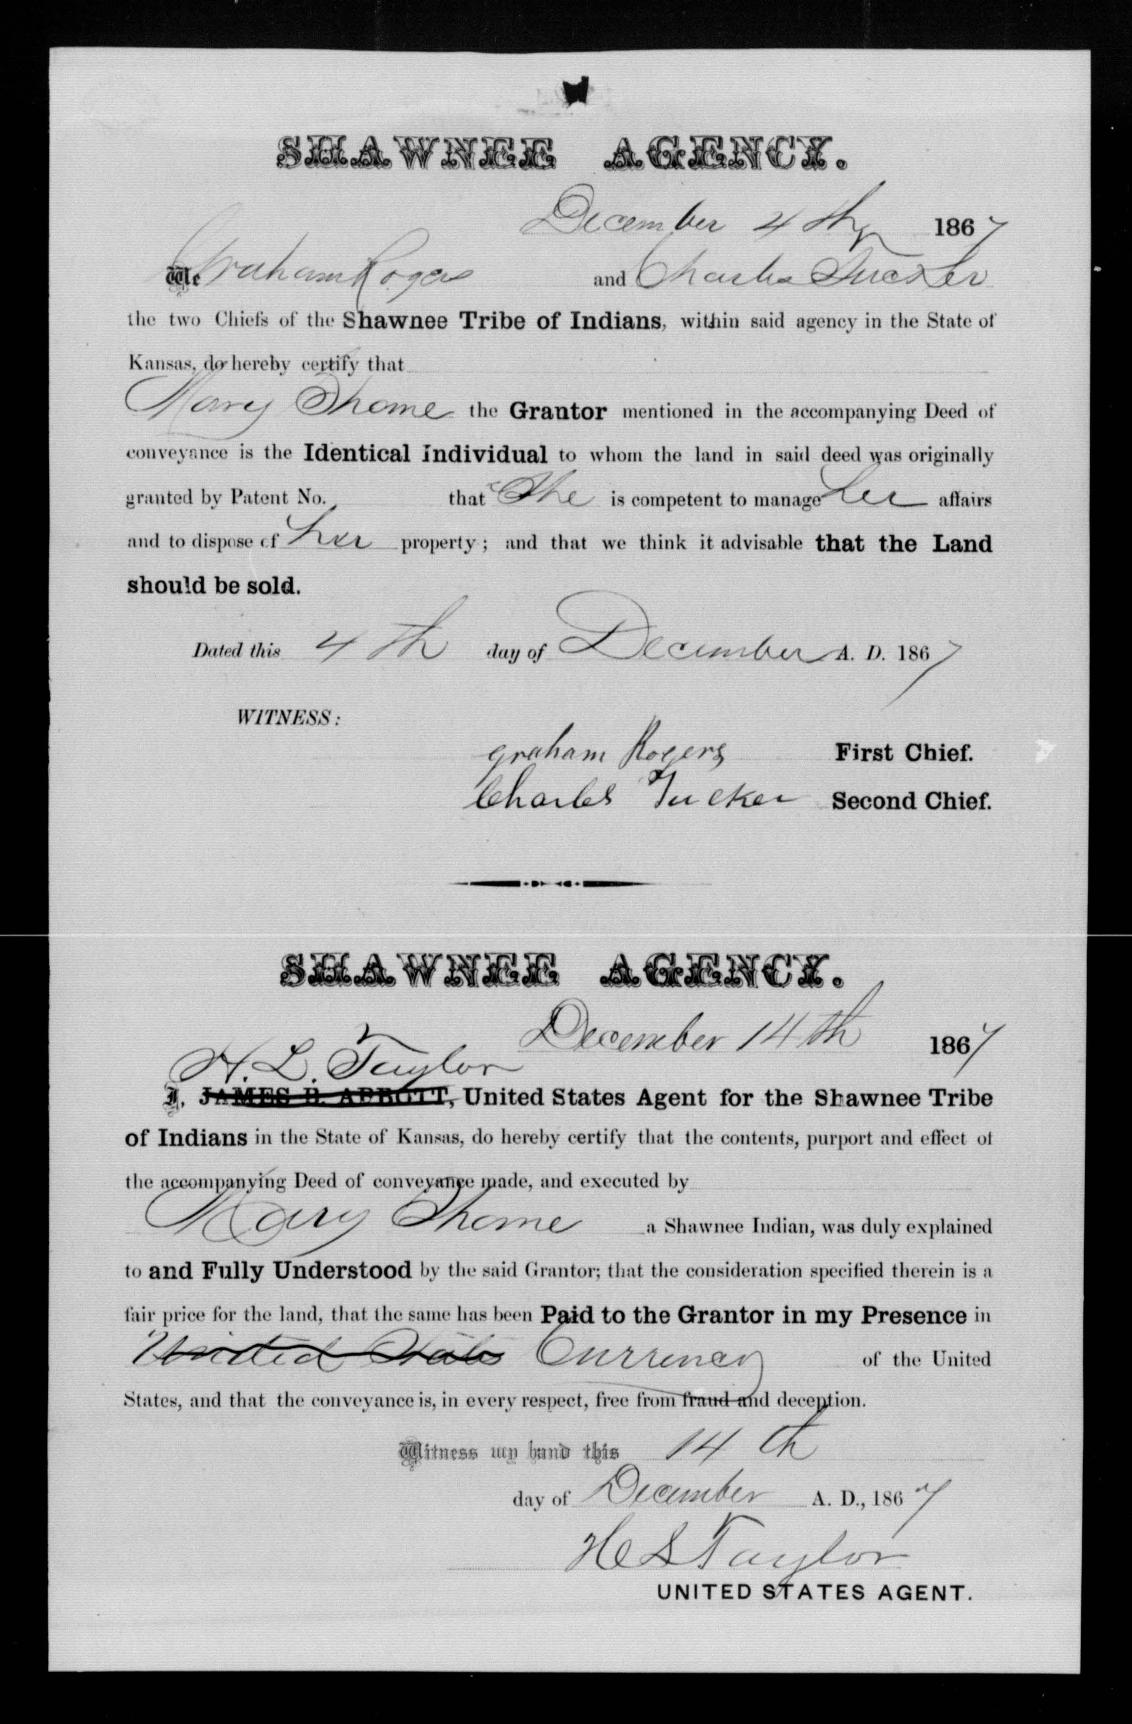 SHAWNEE AGENCY.
December 4th 1867
We Graham Rogers and Charles Tucker
the two Chiefs of the Shawnee Tribe of Indians, within said agency in the State of
Kansas, do hereby certify that
Mary Thome the Grantor mentioned in the accompanying Deed of
conveyance is the Identical Individual to whom the land in said deed was originally
granted by Patent No. that She is competent to manage her affairs
and to dispose of her property; and that we think it advisable that the Land
should be sold.
Dated this 4th day of December A. D. 1867
WITNESS:
graham Rogers First Chief.
Charles Tucker Second Chief.
SHAWNEE AGENCY.
December 14th 1867
H. L. Taylor
I, JAMES B. ABBOTT, United States Agent for the Shawnee Tribe
of Indians in the State of Kansas, do hereby certify that the contents, purport and effect of
the accompanying Deed of conveyance made, and executed by
Mary Thome a Shawnee Indian, was duly explained
to and Fully Understood by the said Grantor; that the consideration specified therein is a
fair price for the land, that the same has been Paid to the Grantor in my Presence in
United States Currency of the United
States, and that the conveyance is, in every respect, free from fraud and deception.
Witness my hand this 14th
day of December A. D., 1867
H L Taylor
UNITED STATES AGENT.